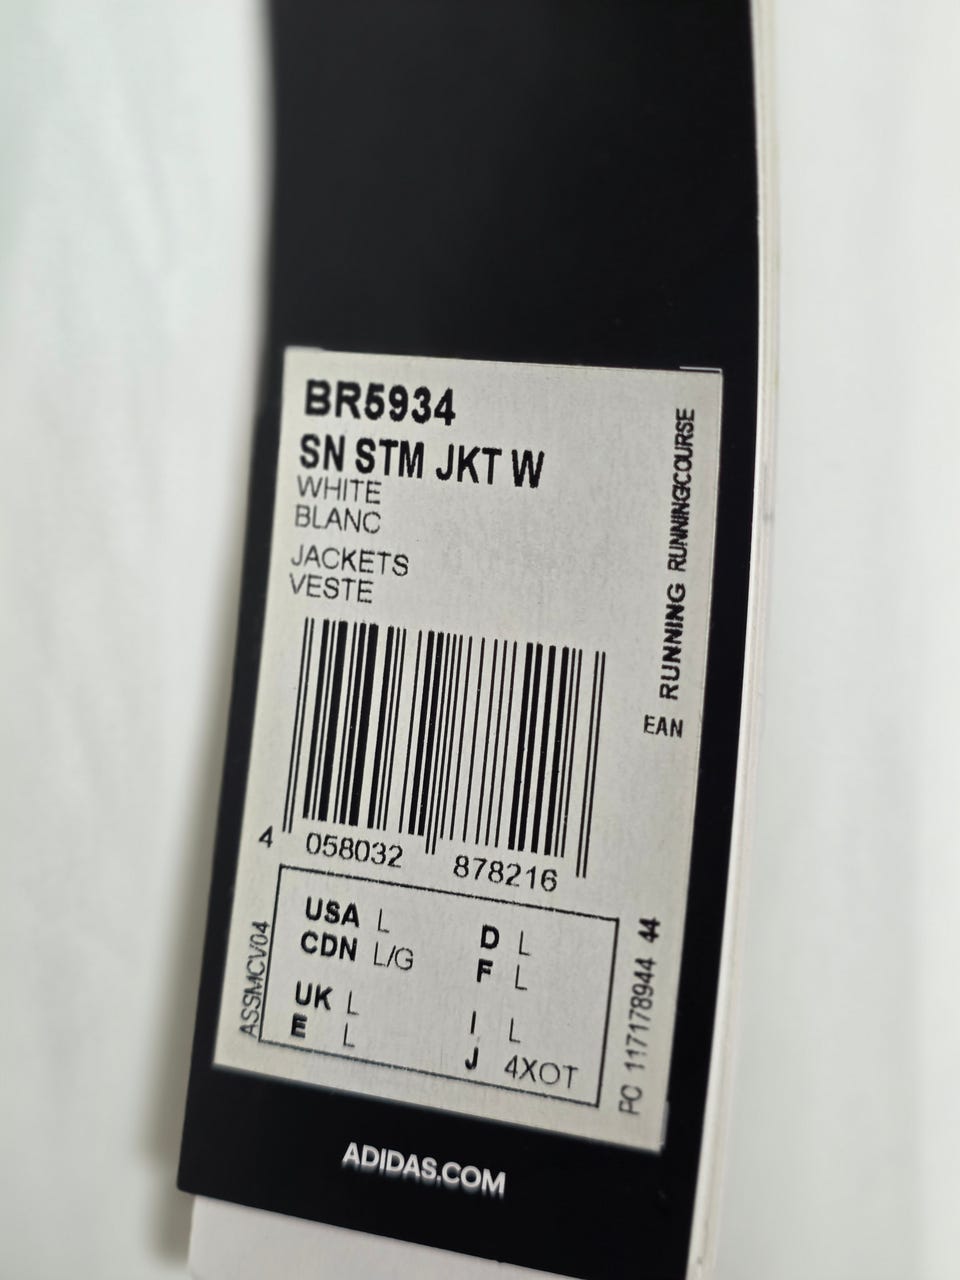 BR5934
SN STM JKT W
WHITE
BLANC
JACKETS
VESTE
RUNNING RUNNING/COURSE
EAN
4 058032 878216
USA L D L
CDN L/G F L
UK L I L
E L J 4XOT
ASSMCV04
PC 117178944 44
ADIDAS.COM